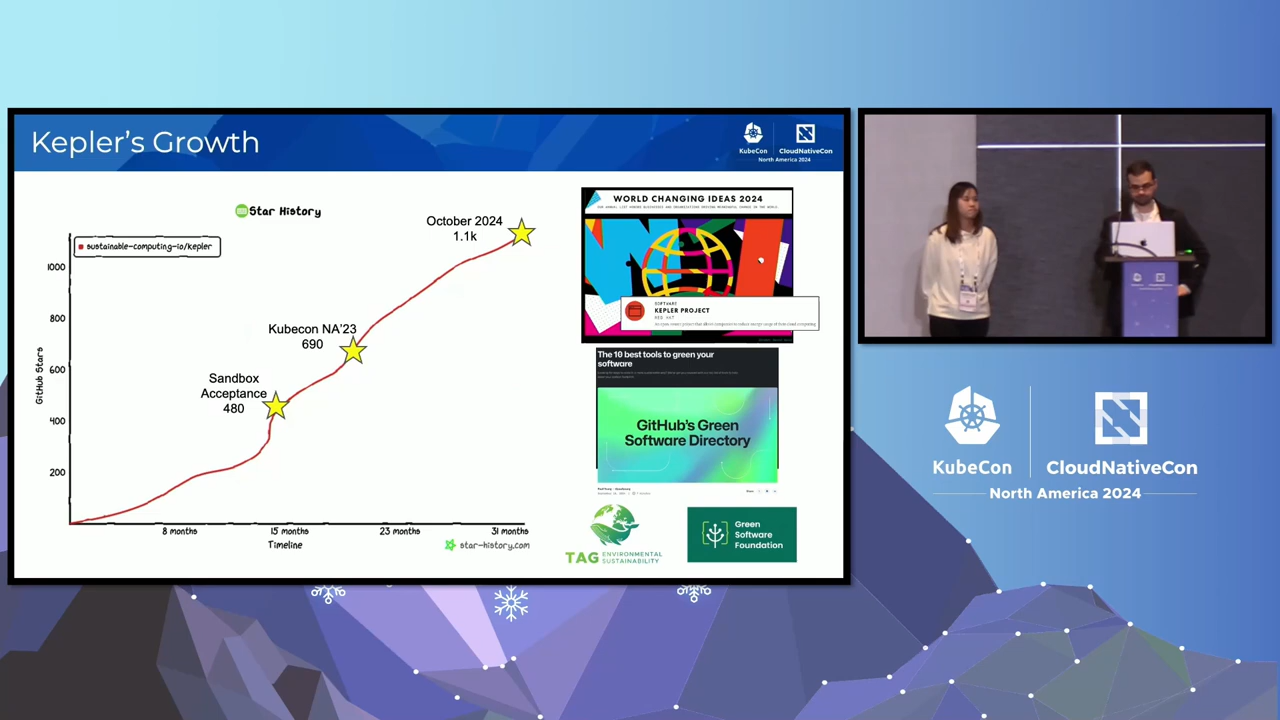 Kepler's Growth
KubeCon
CloudNativeCon
North America 2024
Star History
sustainable-computing-io/kepler
GitHub Stars
1000
800
600
400
200
October 2024
1.1k
Kubecon NA'23
690
Sandbox
Acceptance
480
8 months
15 months
23 months
31 months
Timeline
star-history.com
WORLD CHANGING IDEAS 2024
SOFTWARE
KEPLER PROJECT
RED HAT
The 10 best tools to green your
software
GitHub's Green
Software Directory
TAG ENVIRONMENTAL
SUSTAINABILITY
Green
Software
Foundation
KubeCon
CloudNativeCon
North America 2024